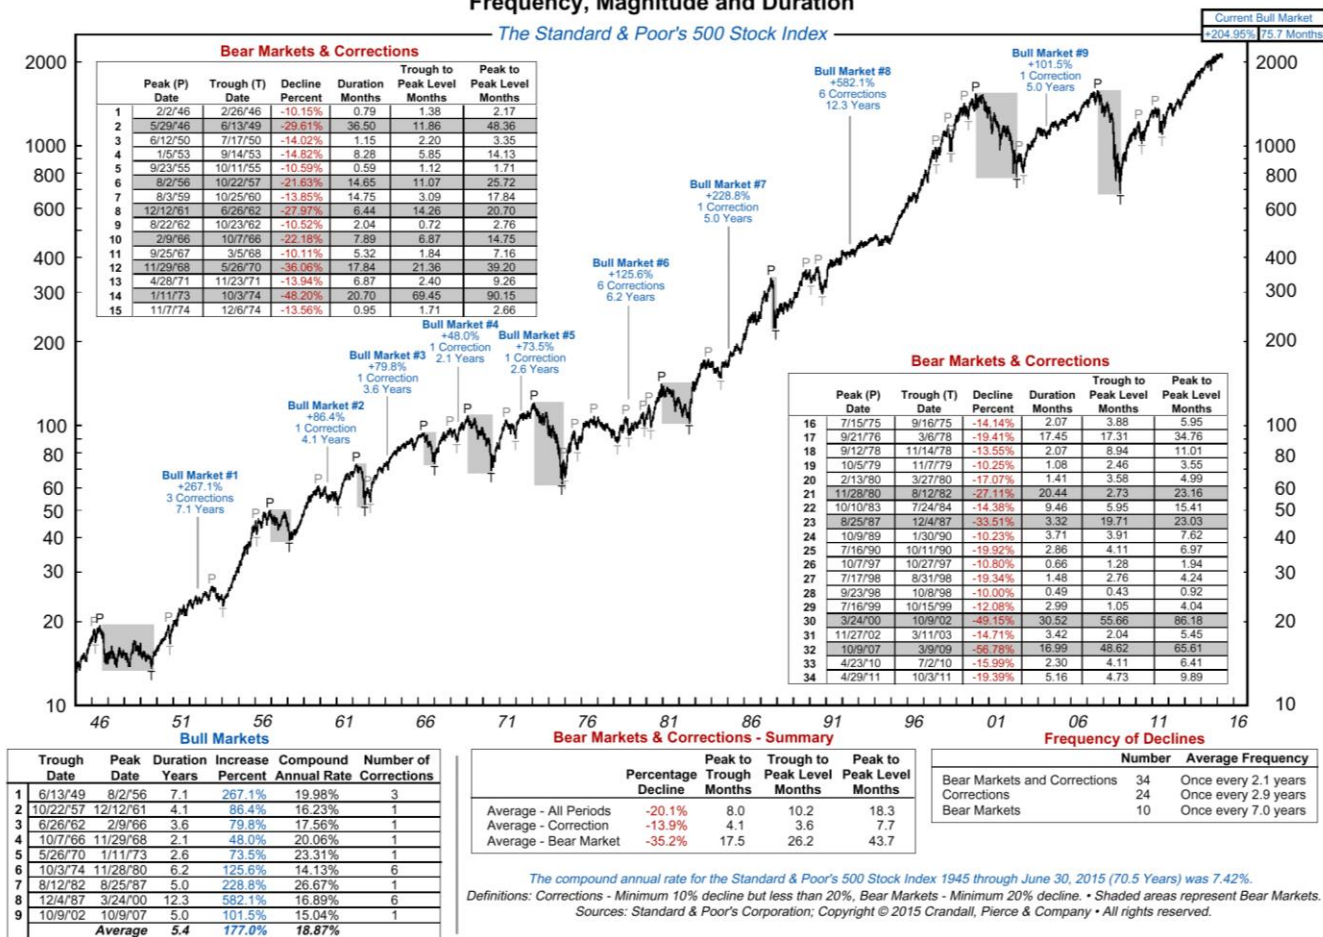 Frequency, Magnitude and Duration
The Standard & Poor's 500 Stock Index
Current Bull Market
+204.95% 75.7 Months
Bear Markets & Corrections
Peak (P) Date Trough (T) Date Decline Percent Duration Months Trough to Peak Level Months Peak to Peak Level Months
1 2/2'46 2/26'46 -10.15% 0.79 1.38 2.17
2 5/29'46 6/13'49 -29.61% 36.50 11.86 48.36
3 6/12'50 7/17'50 -14.02% 1.15 2.20 3.35
4 1/5'53 9/14'53 -14.82% 8.28 5.85 14.13
5 9/23'55 10/11'55 -10.59% 0.59 1.12 1.71
6 8/2'56 10/22'57 -21.63% 14.65 11.07 25.72
7 8/3'59 10/25'60 -13.85% 14.75 3.09 17.84
8 12/12'61 6/26'62 -27.97% 6.44 14.26 20.70
9 8/22'62 10/23'62 -10.52% 2.04 0.72 2.76
10 2/9'66 10/7'66 -22.18% 7.89 6.87 14.75
11 9/25'67 3/5'68 -10.11% 5.32 1.84 7.16
12 11/29'68 5/26'70 -36.06% 17.84 21.36 39.20
13 4/28'71 11/23'71 -13.94% 6.87 2.40 9.26
14 1/11'73 10/3'74 -48.20% 20.70 69.45 90.15
15 11/7'74 12/6'74 -13.56% 0.95 1.71 2.66
Bull Market #1
+267.1%
3 Corrections
7.1 Years
Bull Market #2
+86.4%
1 Correction
4.1 Years
Bull Market #3
+79.8%
1 Correction
3.6 Years
Bull Market #4
+48.0%
1 Correction
2.1 Years
Bull Market #5
+73.5%
1 Correction
2.6 Years
Bull Market #6
+125.6%
6 Corrections
6.2 Years
Bull Market #7
+228.8%
1 Correction
5.0 Years
Bull Market #8
+582.1%
6 Corrections
12.3 Years
Bull Market #9
+101.5%
1 Correction
5.0 Years
Bear Markets & Corrections
Peak (P) Date Trough (T) Date Decline Percent Duration Months Trough to Peak Level Months Peak to Peak Level Months
16 7/15'75 9/16'75 -14.14% 2.07 3.88 5.95
17 9/21'76 3/6'78 -19.41% 17.45 17.31 34.76
18 9/12'78 11/14'78 -13.55% 2.07 8.94 11.01
19 10/5'79 11/7'79 -10.25% 1.08 2.46 3.55
20 2/13'80 3/27'80 -17.07% 1.41 3.58 4.99
21 11/28'80 8/12'82 -27.11% 20.44 2.73 23.16
22 10/10'83 7/24'84 -14.38% 9.46 5.95 15.41
23 8/25'87 12/4'87 -33.51% 3.32 19.71 23.03
24 10/9'89 1/30'90 -10.23% 3.71 3.91 7.62
25 7/16'90 10/11'90 -19.92% 2.86 4.11 6.97
26 10/7'97 10/27'97 -10.80% 0.66 1.28 1.94
27 7/17'98 8/31'98 -19.34% 1.48 2.76 4.24
28 9/23'98 10/8'98 -10.00% 0.49 0.43 0.92
29 7/16'99 10/15'99 -12.08% 2.99 1.05 4.04
30 3/24'00 10/9'02 -49.15% 30.52 55.66 86.18
31 11/27'02 3/11'03 -14.71% 3.42 2.04 5.45
32 10/9'07 3/9'09 -56.78% 16.99 48.62 65.61
33 4/23'10 7/2'10 -15.99% 2.30 4.11 6.41
34 4/29'11 10/3'11 -19.39% 5.16 4.73 9.89
2000 2000
1000 1000
800 800
600 600
400 400
300 300
200 200
100 100
80 80
60 60
50 50
40 40
30 30
20 20
10 10
46 51 56 61 66 71 76 81 86 91 96 01 06 11 16
Bull Markets
Trough Date Peak Date Duration Years Increase Percent Compound Annual Rate Number of Corrections
1 6/13'49 8/2'56 7.1 267.1% 19.98% 3
2 10/22'57 12/12'61 4.1 86.4% 16.23% 1
3 6/26'62 2/9'66 3.6 79.8% 17.56% 1
4 10/7'66 11/29'68 2.1 48.0% 20.06% 1
5 5/26'70 1/11'73 2.6 73.5% 23.31% 1
6 10/3'74 11/28'80 6.2 125.6% 14.13% 6
7 8/12'82 8/25'87 5.0 228.8% 26.67% 1
8 12/4'87 3/24'00 12.3 582.1% 16.89% 6
9 10/9'02 10/9'07 5.0 101.5% 15.04% 1
Average 5.4 177.0% 18.87%
Bear Markets & Corrections - Summary
Percentage Decline Peak to Trough Months Trough to Peak Level Months Peak to Peak Level Months
Average - All Periods -20.1% 8.0 10.2 18.3
Average - Correction -13.9% 4.1 3.6 7.7
Average - Bear Market -35.2% 17.5 26.2 43.7
Frequency of Declines
Number Average Frequency
Bear Markets and Corrections 34 Once every 2.1 years
Corrections 24 Once every 2.9 years
Bear Markets 10 Once every 7.0 years
The compound annual rate for the Standard & Poor's 500 Stock Index 1945 through June 30, 2015 (70.5 Years) was 7.42%.
Definitions: Corrections - Minimum 10% decline but less than 20%, Bear Markets - Minimum 20% decline. • Shaded areas represent Bear Markets.
Sources: Standard & Poor's Corporation; Copyright © 2015 Crandall, Pierce & Company • All rights reserved.